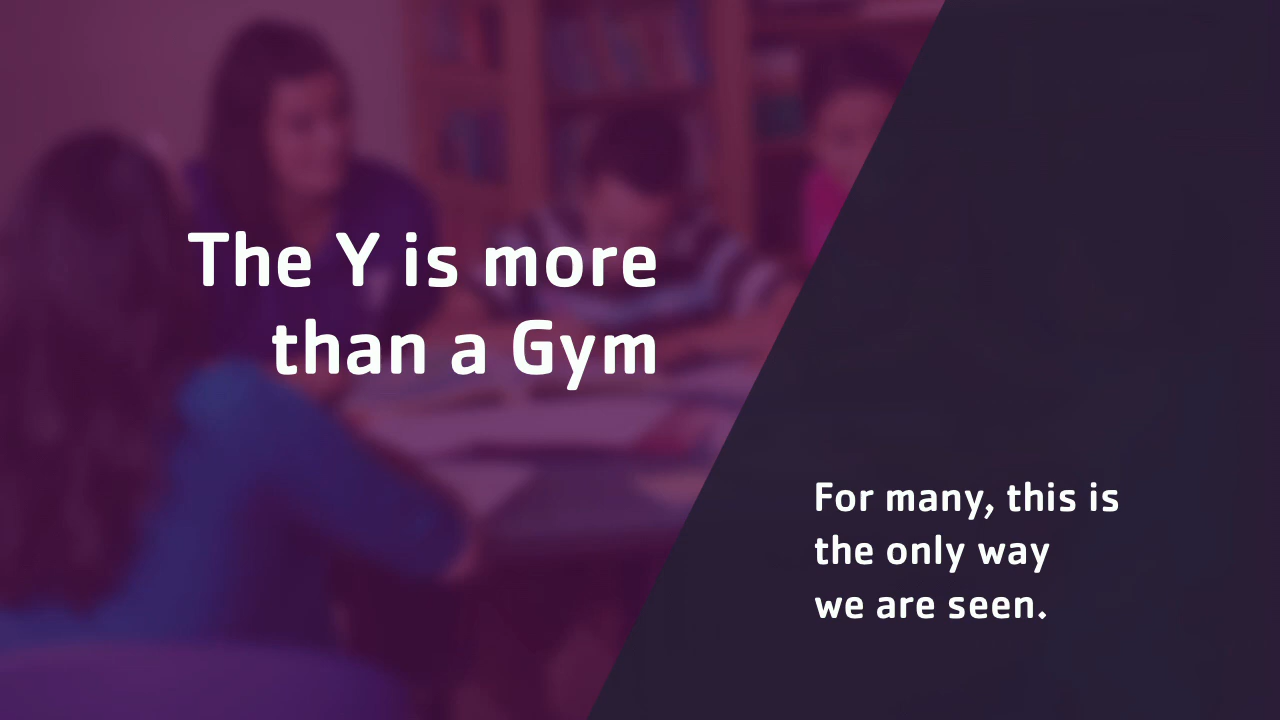 The Y is more
than a Gym
For many, this is
the only way
we are seen.